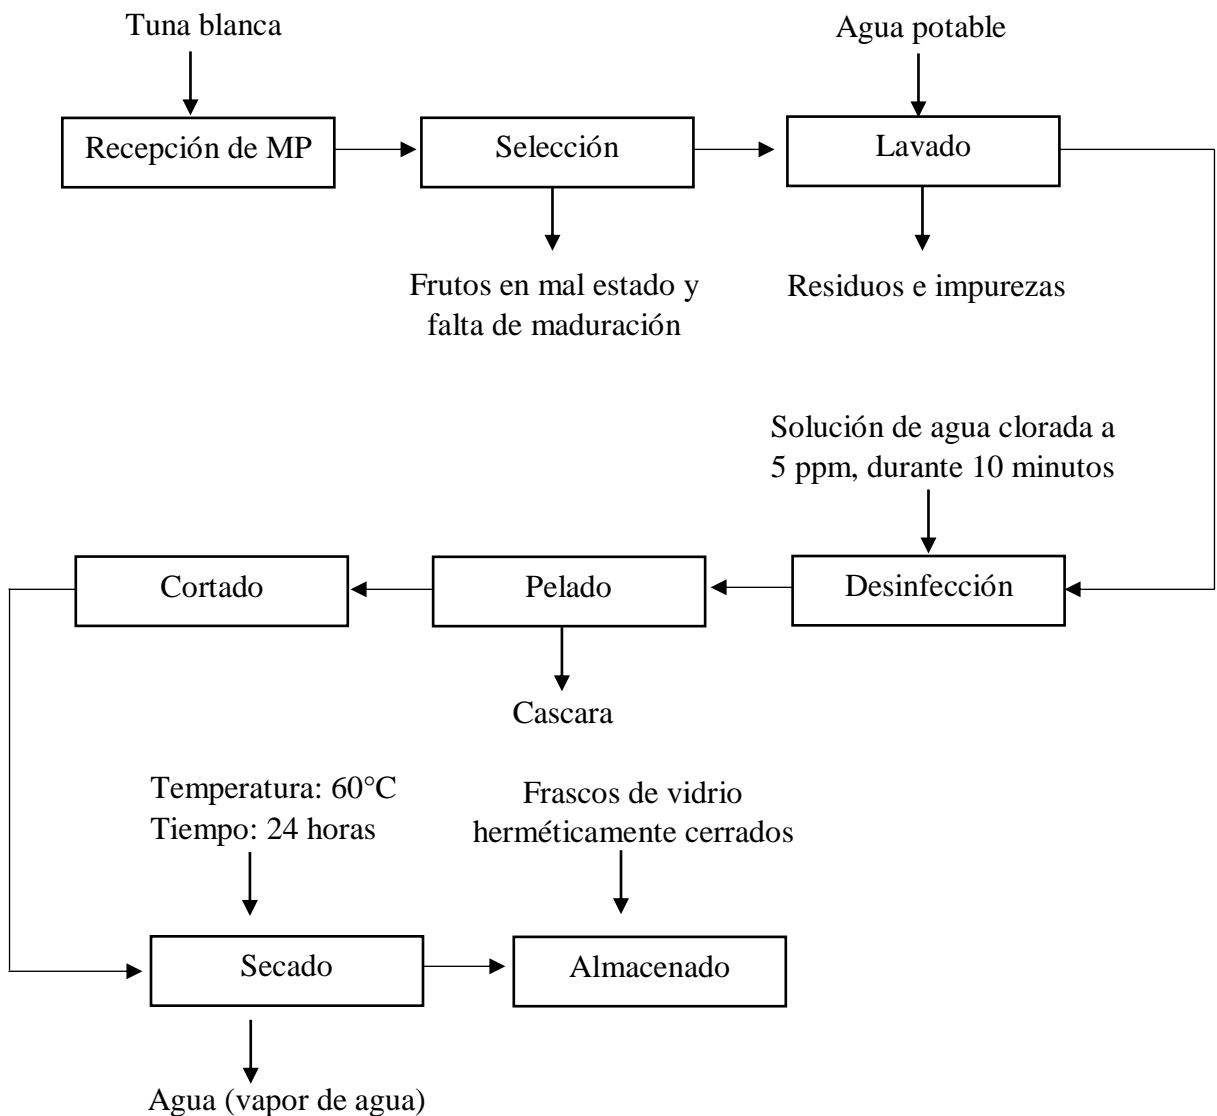 Tuna blanca
Agua potable
Recepción de MP
Selección
Lavado
Frutos en mal estado y
falta de maduración
Residuos e impurezas
Solución de agua clorada a
5 ppm, durante 10 minutos
Cortado
Pelado
Desinfección
Cascara
Temperatura: 60°C
Tiempo: 24 horas
Frascos de vidrio
herméticamente cerrados
Secado
Almacenado
Agua (vapor de agua)